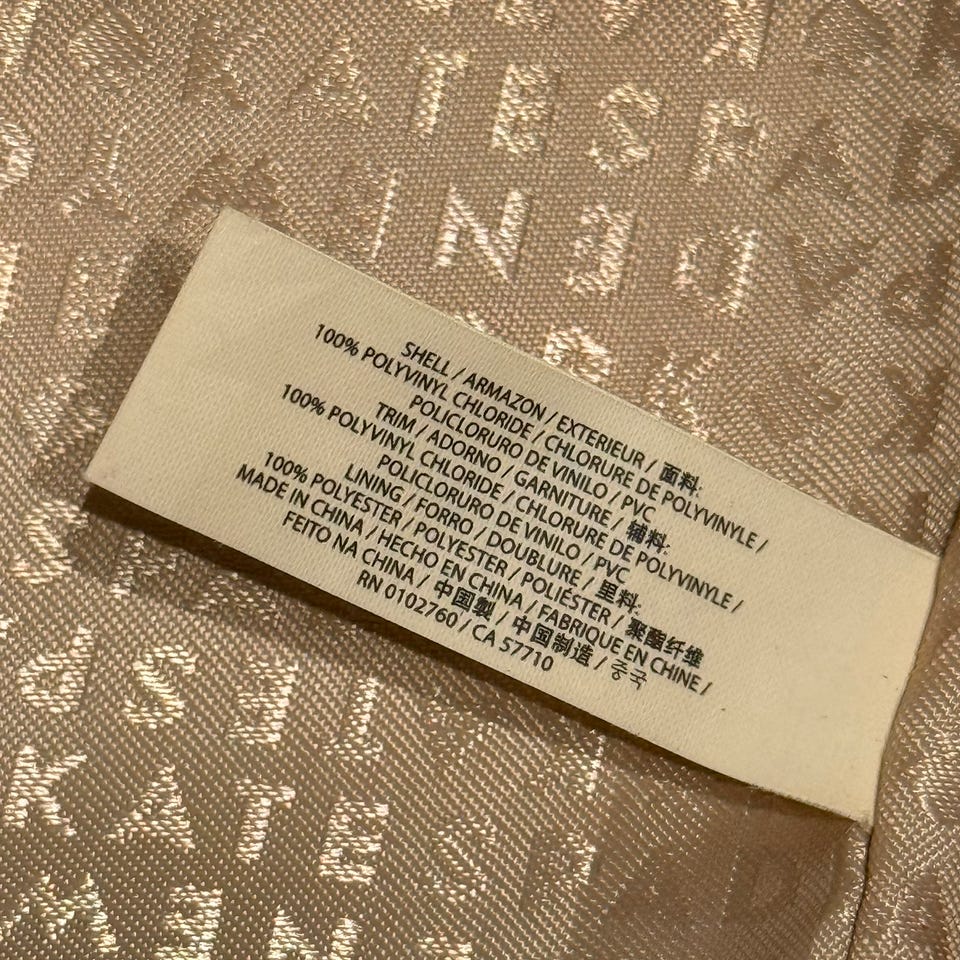 KATESPAD
SHELL / ARMAZON / EXTERIEUR / 面料:
100% POLYVINYL CHLORIDE / CHLORURE DE POLYVINYLE /
POLICLORURO DE VINILO / PVC
TRIM / ADORNO / GARNITURE / 辅料:
100% POLYVINYL CHLORIDE / CHLORURE DE POLYVINYLE /
POLICLORURO DE VINILO / PVC
LINING / FORRO / DOUBLURE / 里料:
100% POLYESTER / POLYESTER / POLIÉSTER / 聚酯纤维
MADE IN CHINA / HECHO EN CHINA / FABRIQUE EN CHINE /
FEITO NA CHINA / 中国製 / 中国制造 / 중국
RN 0102760 / CA 57710
KATESP